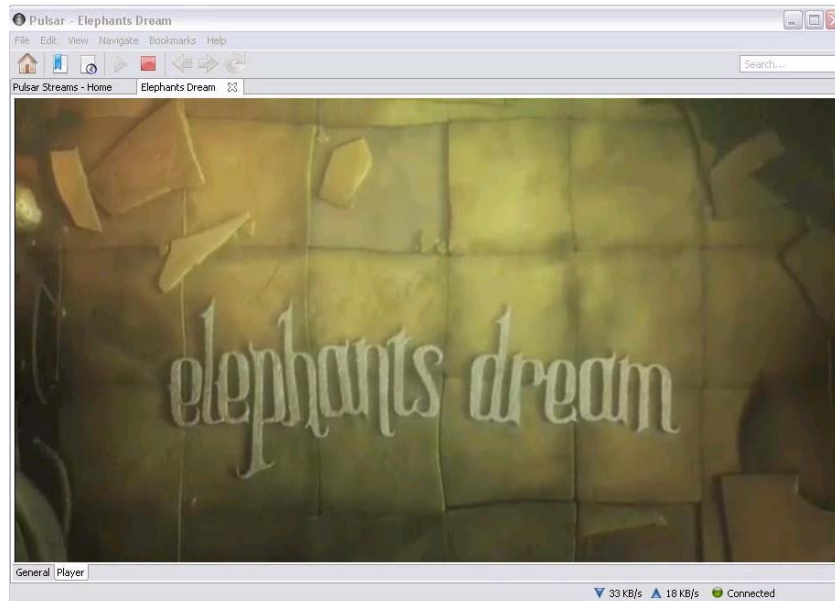 Pulsar - Elephants Dream
File Edit View Navigate Bookmarks Help
Search...
Pulsar Streams - Home Elephants Dream
elephants dream
General Player
33 KB/s 18 KB/s Connected